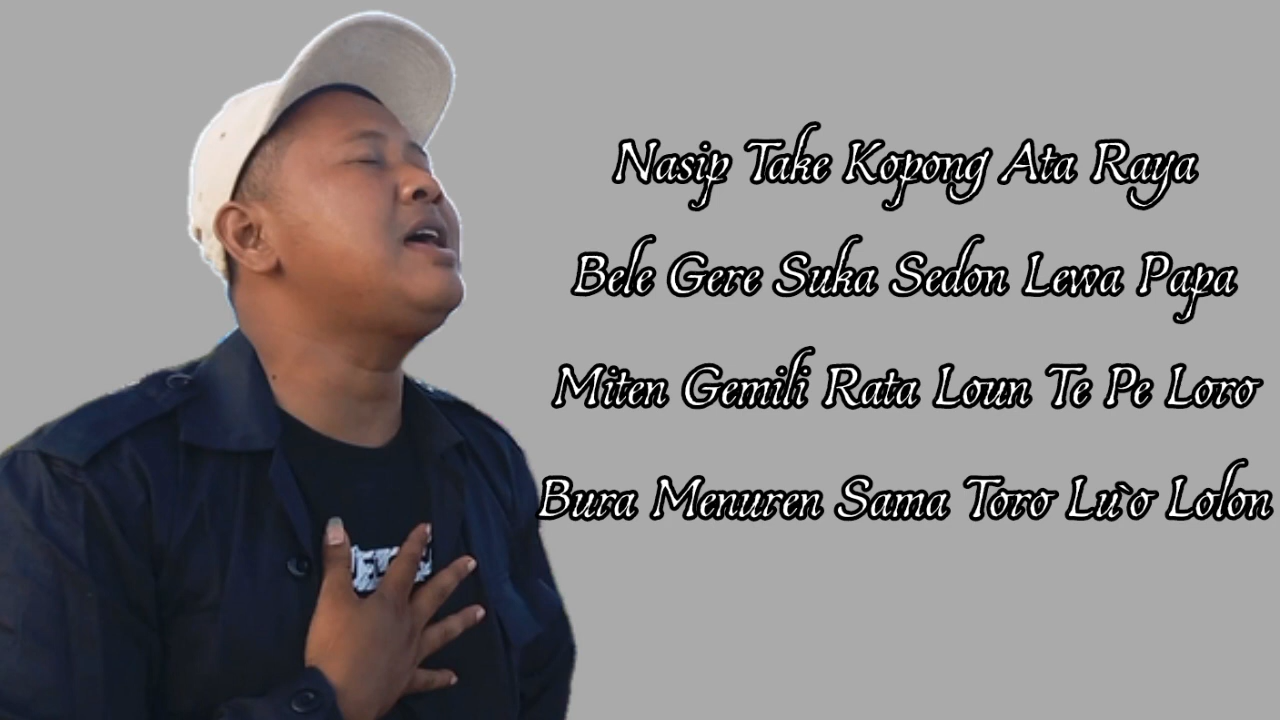 Nasip Take Kopong Ata Raya
Bele Gere Suka Sedon Lewa Papa
Miten Gemili Rata Loun Te Pe Loro
Bura Menuren Sama Toro Lu`o Lolon